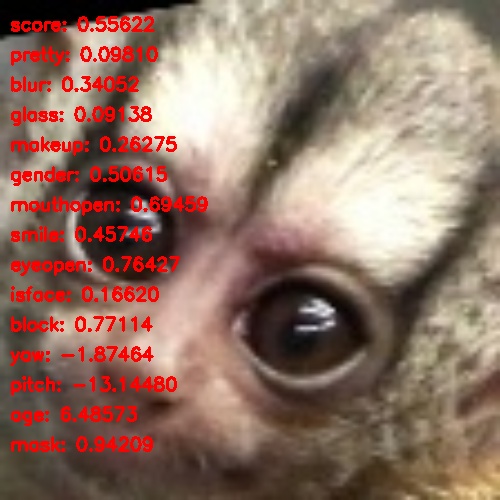 score: 0.55622
pretty: 0.09810
blur: 0.34052
glass: 0.09138
makeup: 0.26275
gender: 0.50615
mouthopen: 0.69459
smile: 0.45746
eyeopen: 0.76427
isface: 0.16620
block: 0.77114
yaw: -1.87464
pitch: -13.14480
age: 6.48573
mask: 0.94209